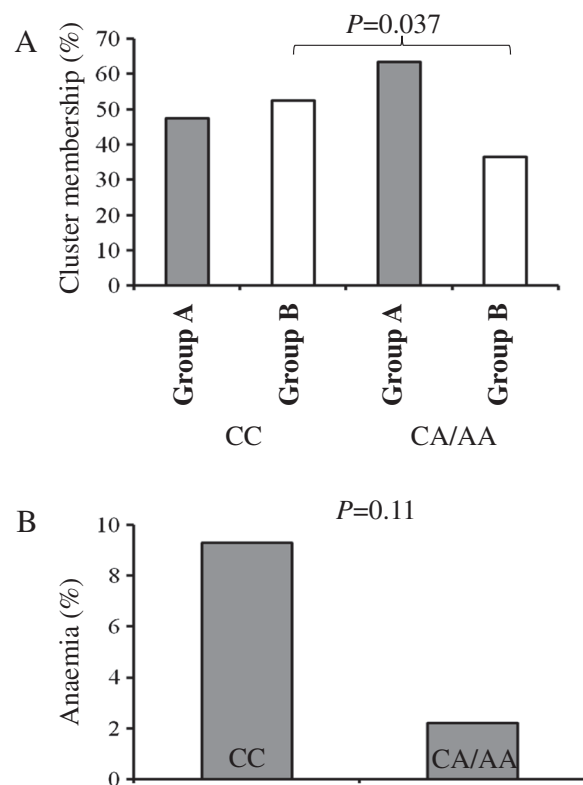 A
P=0.037
Cluster membership (%)
70
60
50
40
30
20
10
0
Group A
Group B
Group A
Group B
CC
CA/AA
B
P=0.11
Anaemia (%)
10
8
6
4
2
0
CC
CA/AA